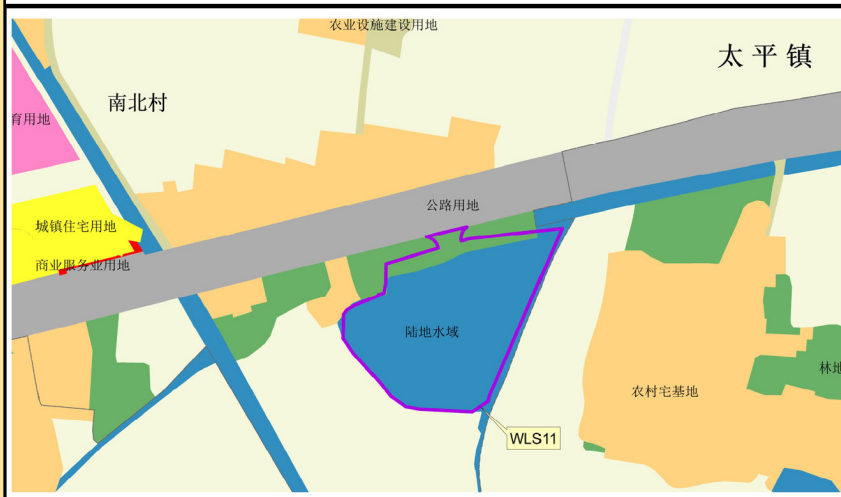 农业设施建设用地
太平镇
南北村
育用地
公路用地
城镇住宅用地
商业服务业用地
陆地水域
林地
农村宅基地
WLS11